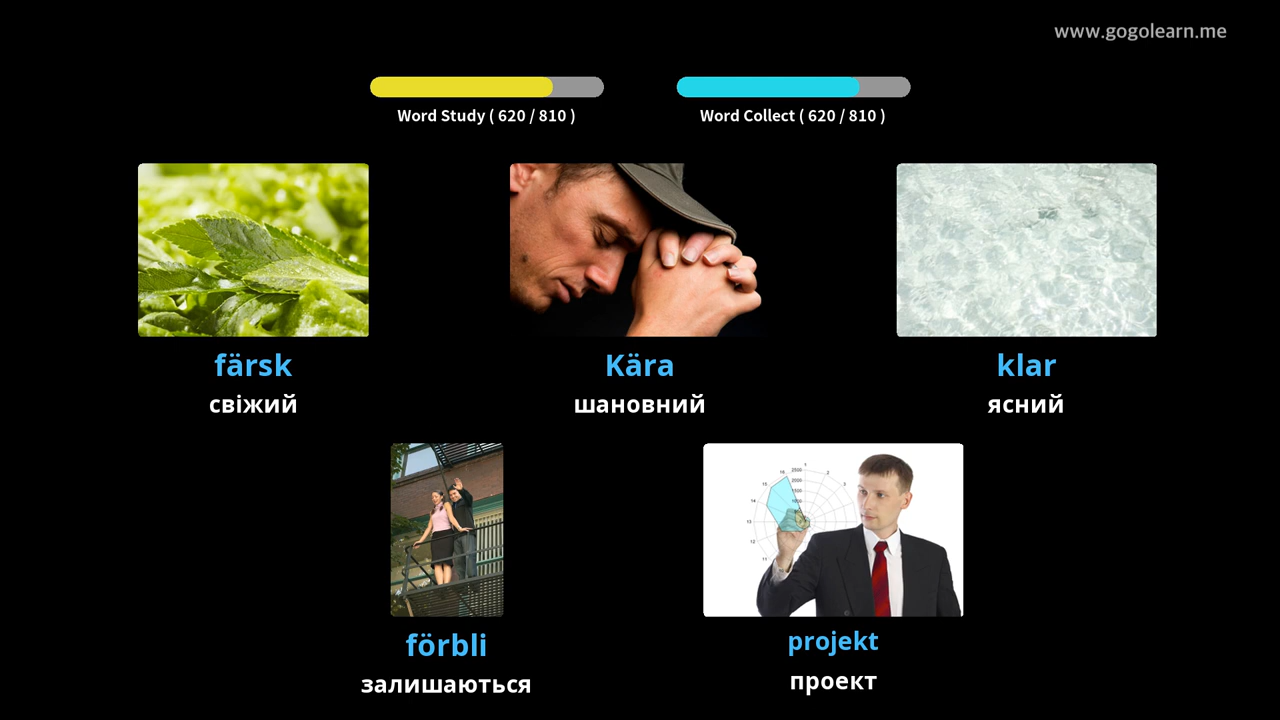 www.gogolearn.me
Word Study ( 620 / 810 )
Word Collect ( 620 / 810 )
färsk
Kära
klar
свіжий
шановний
ясний
förbli
projekt
залишаються
проект